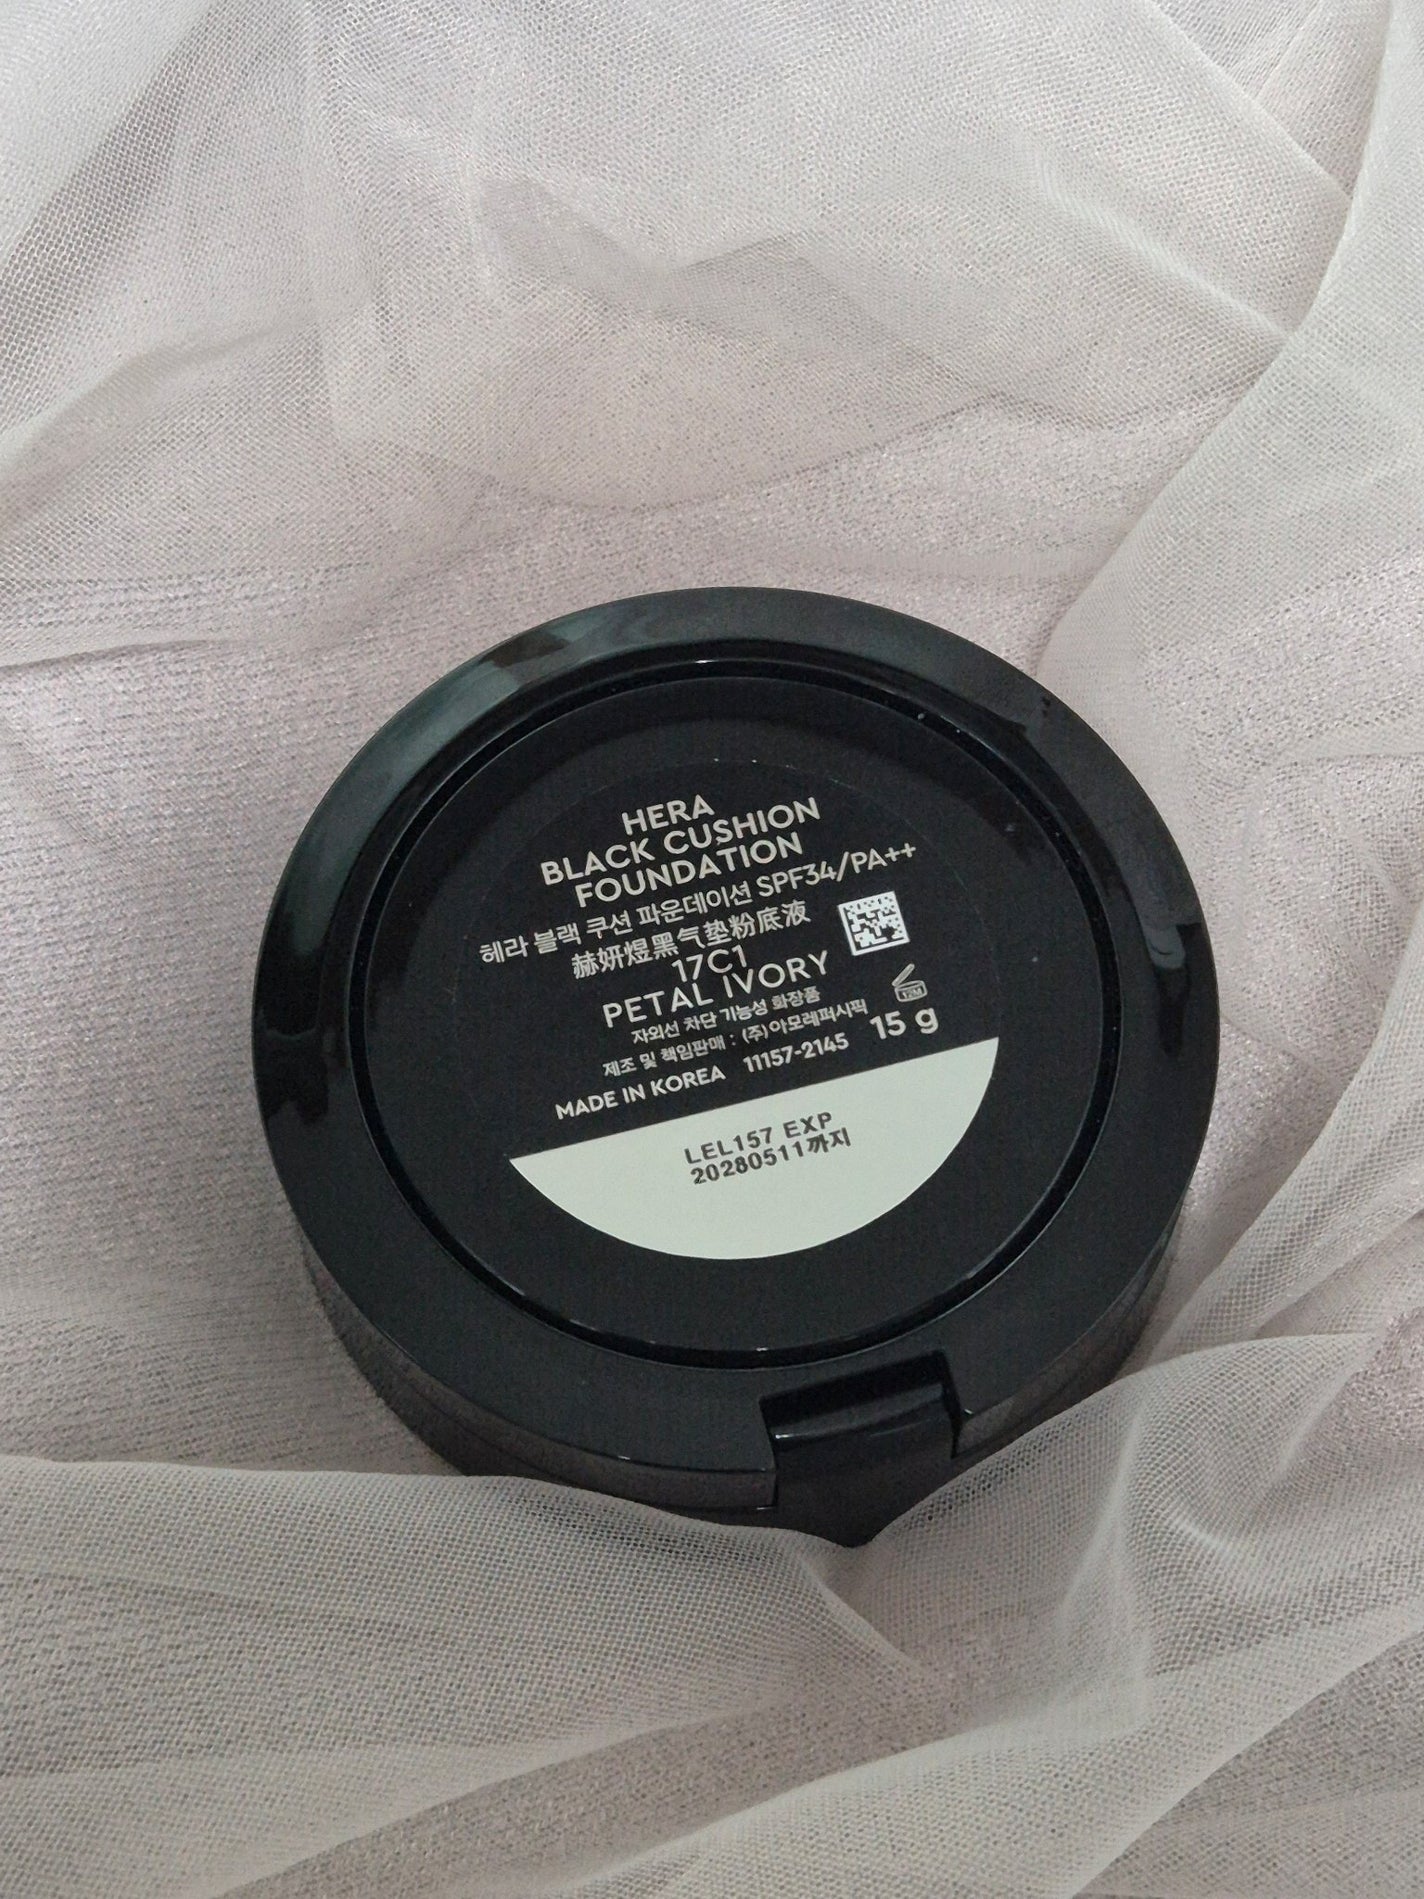 HERA
BLACK CUSHION
FOUNDATION
헤라 블랙 쿠션 파운데이션 SPF34/PA++
赫妍煜黑气垫粉底液
17C1
PETAL IVORY
자외선 차단 기능성 화장품
제조 및 책임판매 : (주)아모레퍼시픽
MADE IN KOREA 11157-2145
12M
15 g
LEL157 EXP
20280511까지